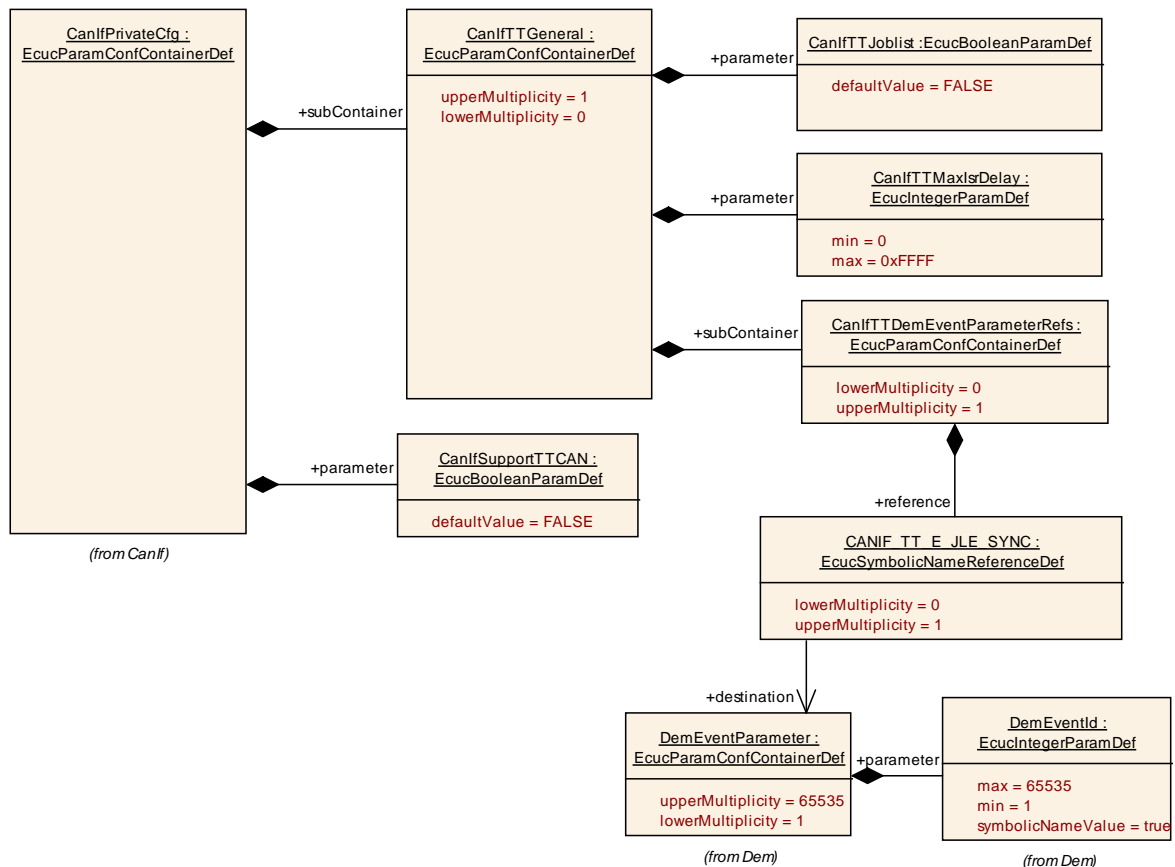 CanIfPrivateCfg :
EcucParamConfContainerDef
+subContainer
CanIfTTGeneral :
EcucParamConfContainerDef
upperMultiplicity = 1
lowerMultiplicity = 0
+parameter
CanIfTTJoblist :EcucBooleanParamDef
defaultValue = FALSE
+parameter
CanIfTTMaxIsrDelay :
EcucIntegerParamDef
min = 0
max = 0xFFFF
+subContainer
CanIfTTDemEventParameterRefs :
EcucParamConfContainerDef
lowerMultiplicity = 0
upperMultiplicity = 1
+parameter
CanIfSupportTTCAN :
EcucBooleanParamDef
defaultValue = FALSE
(from CanIf)
+reference
CANIF_TT_E_JLE_SYNC :
EcucSymbolicNameReferenceDef
lowerMultiplicity = 0
upperMultiplicity = 1
+destination
DemEventParameter :
EcucParamConfContainerDef
upperMultiplicity = 65535
lowerMultiplicity = 1
(from Dem)
+parameter
DemEventId :
EcucIntegerParamDef
max = 65535
min = 1
symbolicNameValue = true
(from Dem)